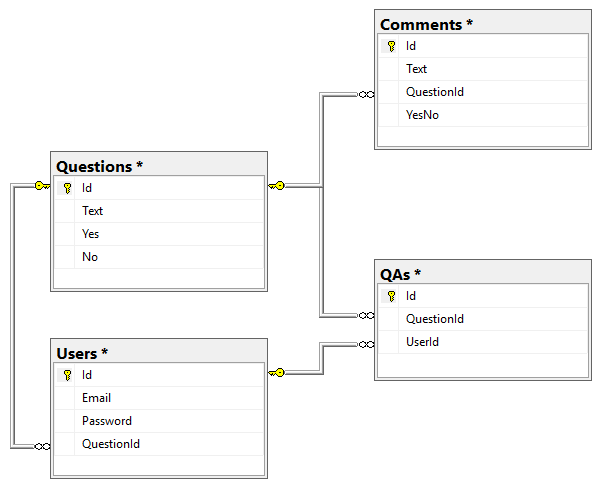 Comments *
Id
Text
QuestionId
YesNo
Questions *
Id
Text
Yes
No
QAs *
Id
QuestionId
UserId
Users *
Id
Email
Password
QuestionId